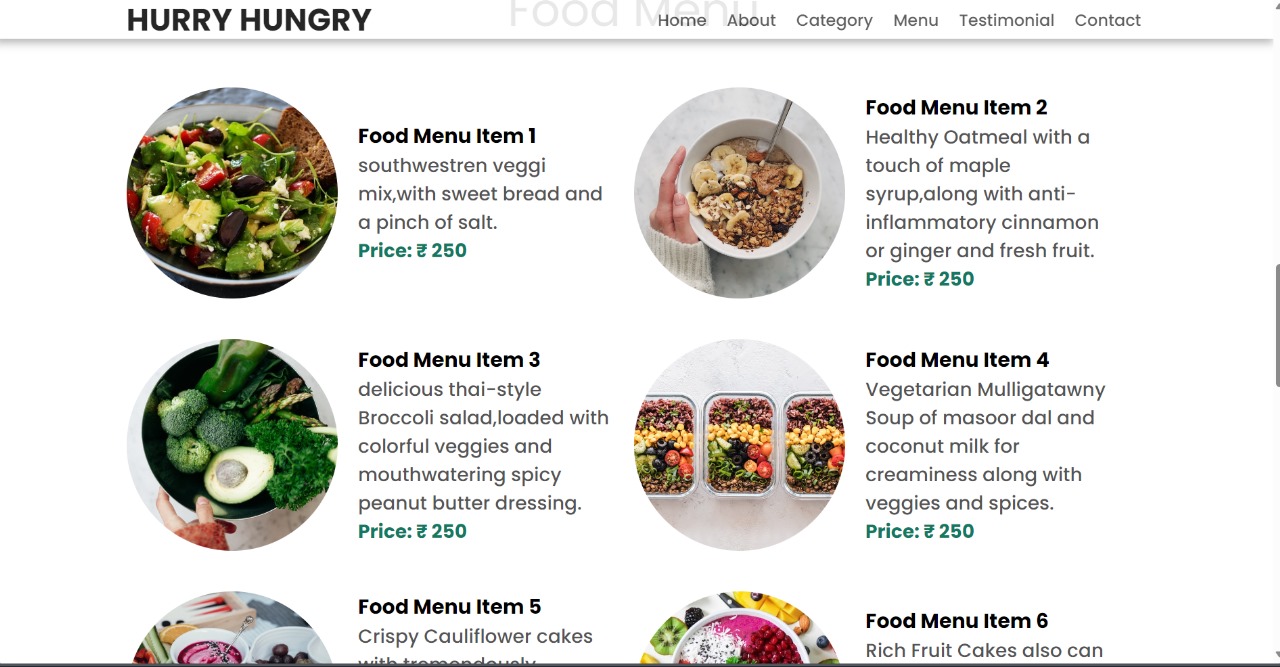 Food Menu
HURRY HUNGRY
Home About Category Menu Testimonial Contact
Food Menu Item 1
southwestren veggi
mix,with sweet bread and
a pinch of salt.
Price: ₹ 250
Food Menu Item 2
Healthy Oatmeal with a
touch of maple
syrup,along with anti-
inflammatory cinnamon
or ginger and fresh fruit.
Price: ₹ 250
Food Menu Item 3
delicious thai-style
Broccoli salad,loaded with
colorful veggies and
mouthwatering spicy
peanut butter dressing.
Price: ₹ 250
Food Menu Item 4
Vegetarian Mulligatawny
Soup of masoor dal and
coconut milk for
creaminess along with
veggies and spices.
Price: ₹ 250
Food Menu Item 5
Crispy Cauliflower cakes
with tremendously
Food Menu Item 6
Rich Fruit Cakes also can